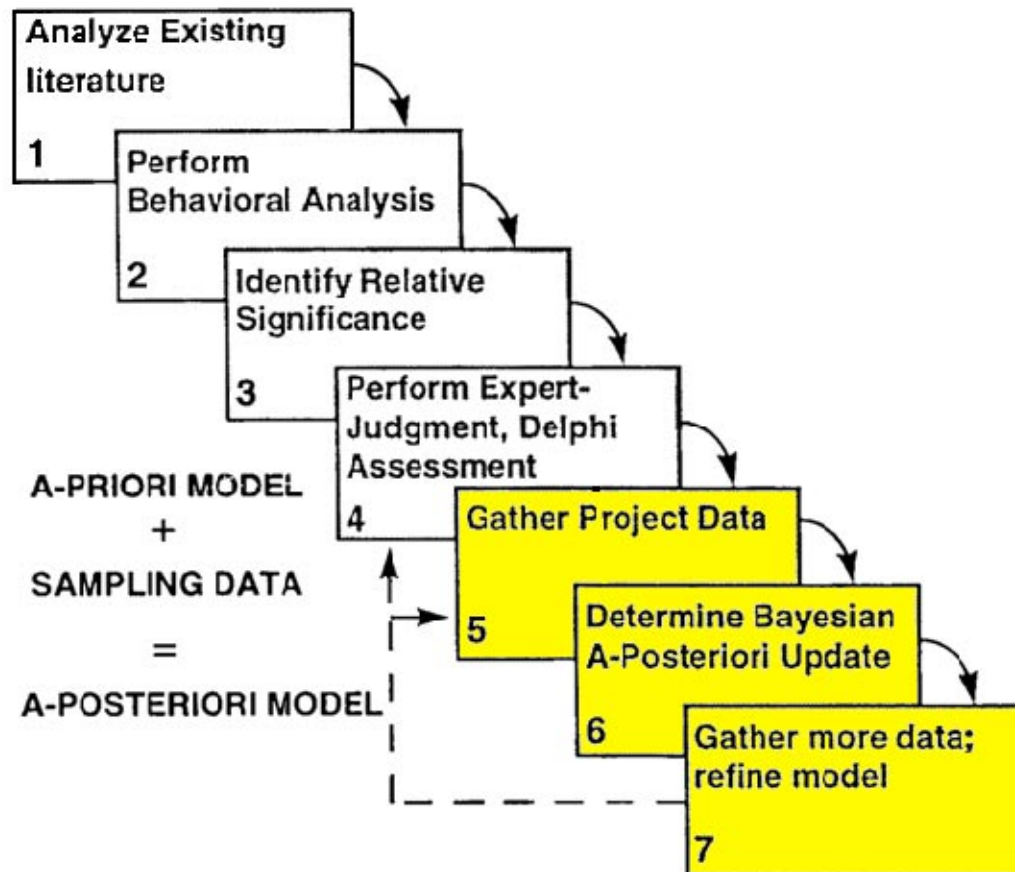 Analyze Existing
literature
1
Perform
Behavioral Analysis
2
Identify Relative
Significance
3
Perform Expert-
Judgment, Delphi
Assessment
4
Gather Project Data
5
Determine Bayesian
A-Posteriori Update
6
Gather more data;
refine model
7
A-PRIORI MODEL
+
SAMPLING DATA
=
A-POSTERIORI MODEL